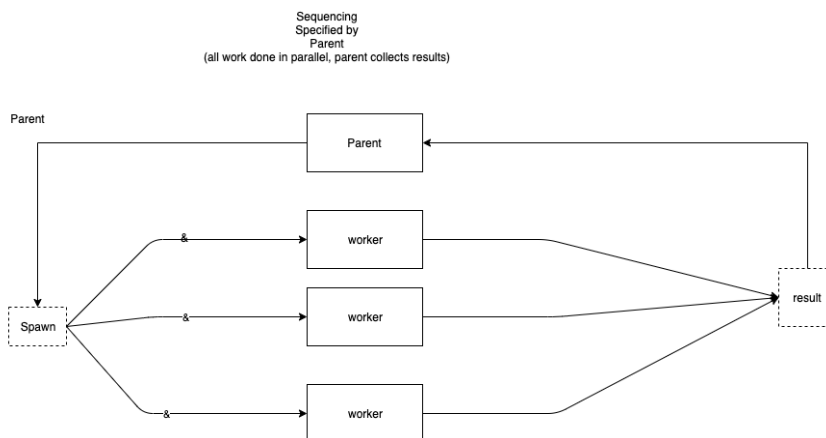 Sequencing
Specified by
Parent
(all work done in parallel, parent collects results)
Parent
Parent
&
worker
&
worker
Spawn
result
&
worker